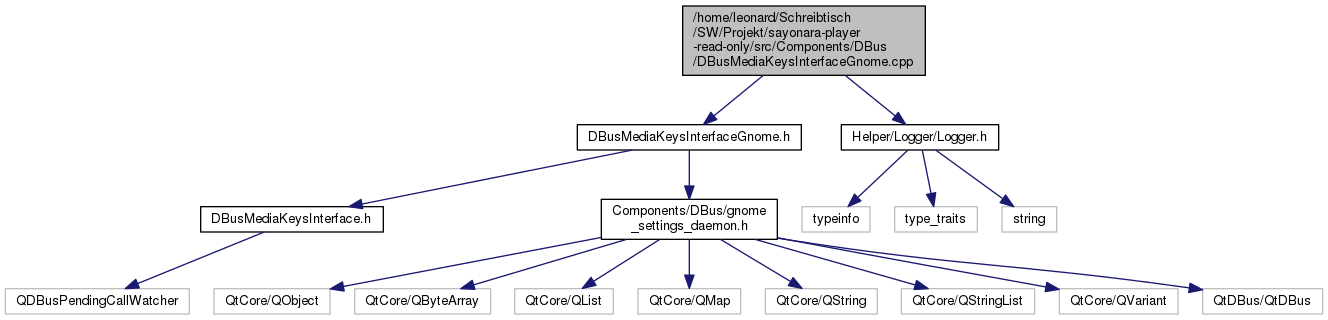 /home/leonard/Schreibtisch
/SW/Projekt/sayonara-player
-read-only/src/Components/DBus
/DBusMediaKeysInterfaceGnome.cpp
DBusMediaKeysInterfaceGnome.h
Helper/Logger/Logger.h
DBusMediaKeysInterface.h
Components/DBus/gnome
_settings_daemon.h
typeinfo
type_traits
string
QDBusPendingCallWatcher
QtCore/QObject
QtCore/QByteArray
QtCore/QList
QtCore/QMap
QtCore/QString
QtCore/QStringList
QtCore/QVariant
QtDBus/QtDBus